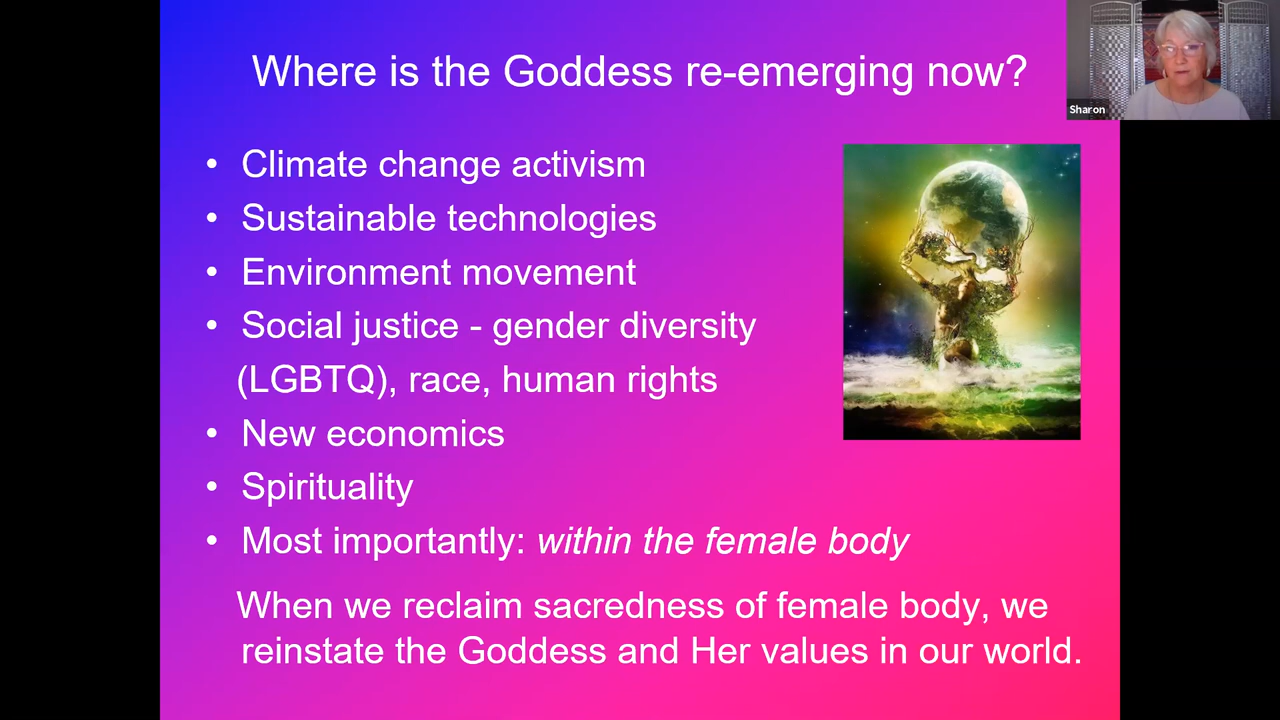 Where is the Goddess re-emerging now?
Sharon
• Climate change activism
• Sustainable technologies
• Environment movement
• Social justice - gender diversity
(LGBTQ), race, human rights
• New economics
• Spirituality
• Most importantly: within the female body
When we reclaim sacredness of female body, we
reinstate the Goddess and Her values in our world.